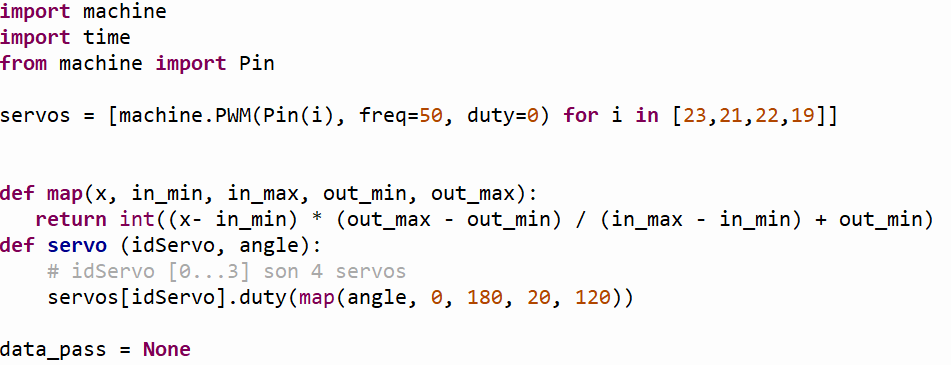 import machine
import time
from machine import Pin
servos = [machine.PWM(Pin(i), freq=50, duty=0) for i in [23,21,22,19]]
def map(x, in_min, in_max, out_min, out_max):
   return int((x- in_min) * (out_max - out_min) / (in_max - in_min) + out_min)
def servo (idServo, angle):
    # idServo [0...3] son 4 servos
    servos[idServo].duty(map(angle, 0, 180, 20, 120))
data_pass = None